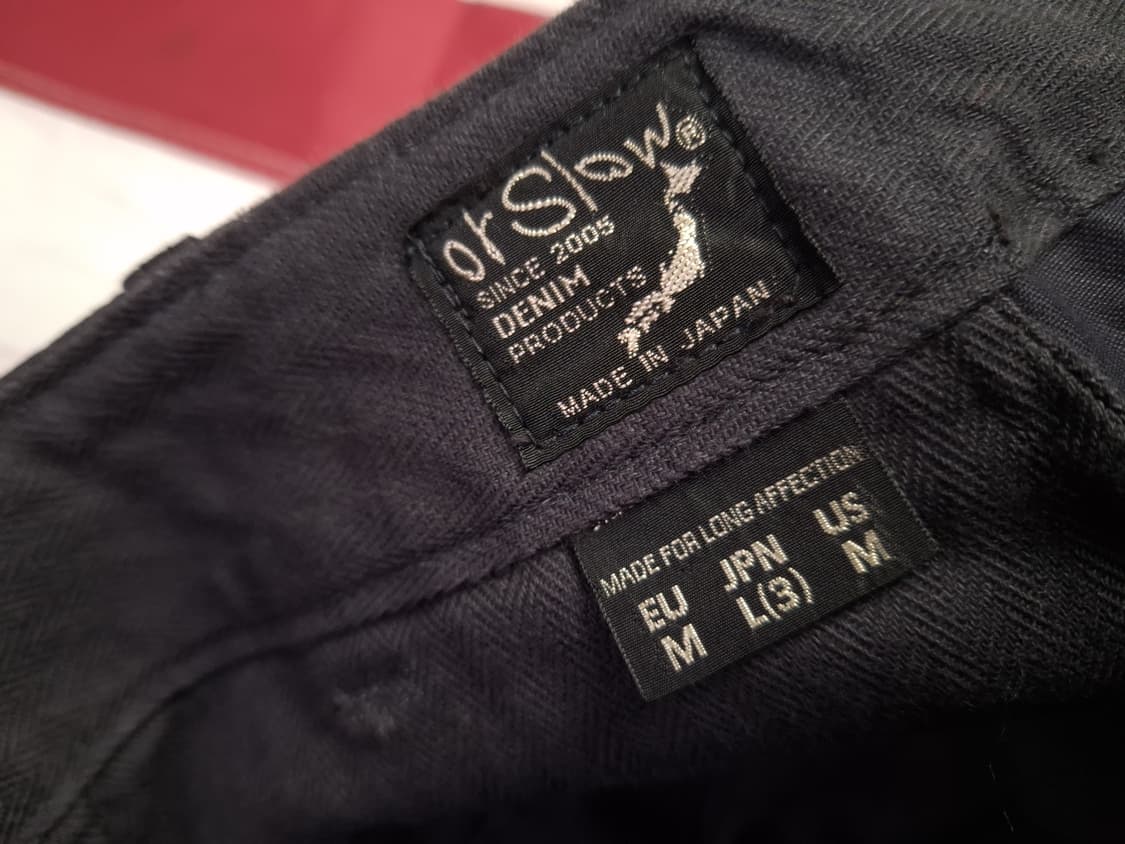 orSlow®
SINCE 2005
DENIM
PRODUCTS
MADE IN JAPAN
MADE FOR LONG AFFECTION
EU JPN US
M L(3) M